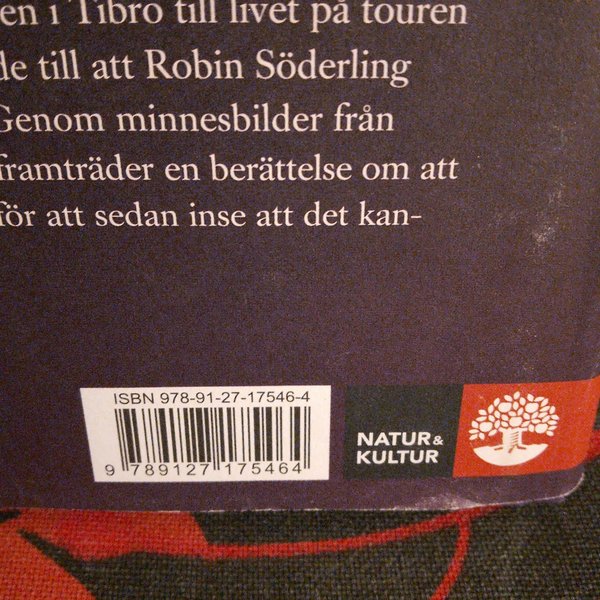 en i Tibro till livet på touren
de till att Robin Söderling
Genom minnesbilder från
framträder en berättelse om att
för att sedan inse att det kan-
ISBN 978-91-27-17546-4
9 789127 175464
NATUR &
KULTUR